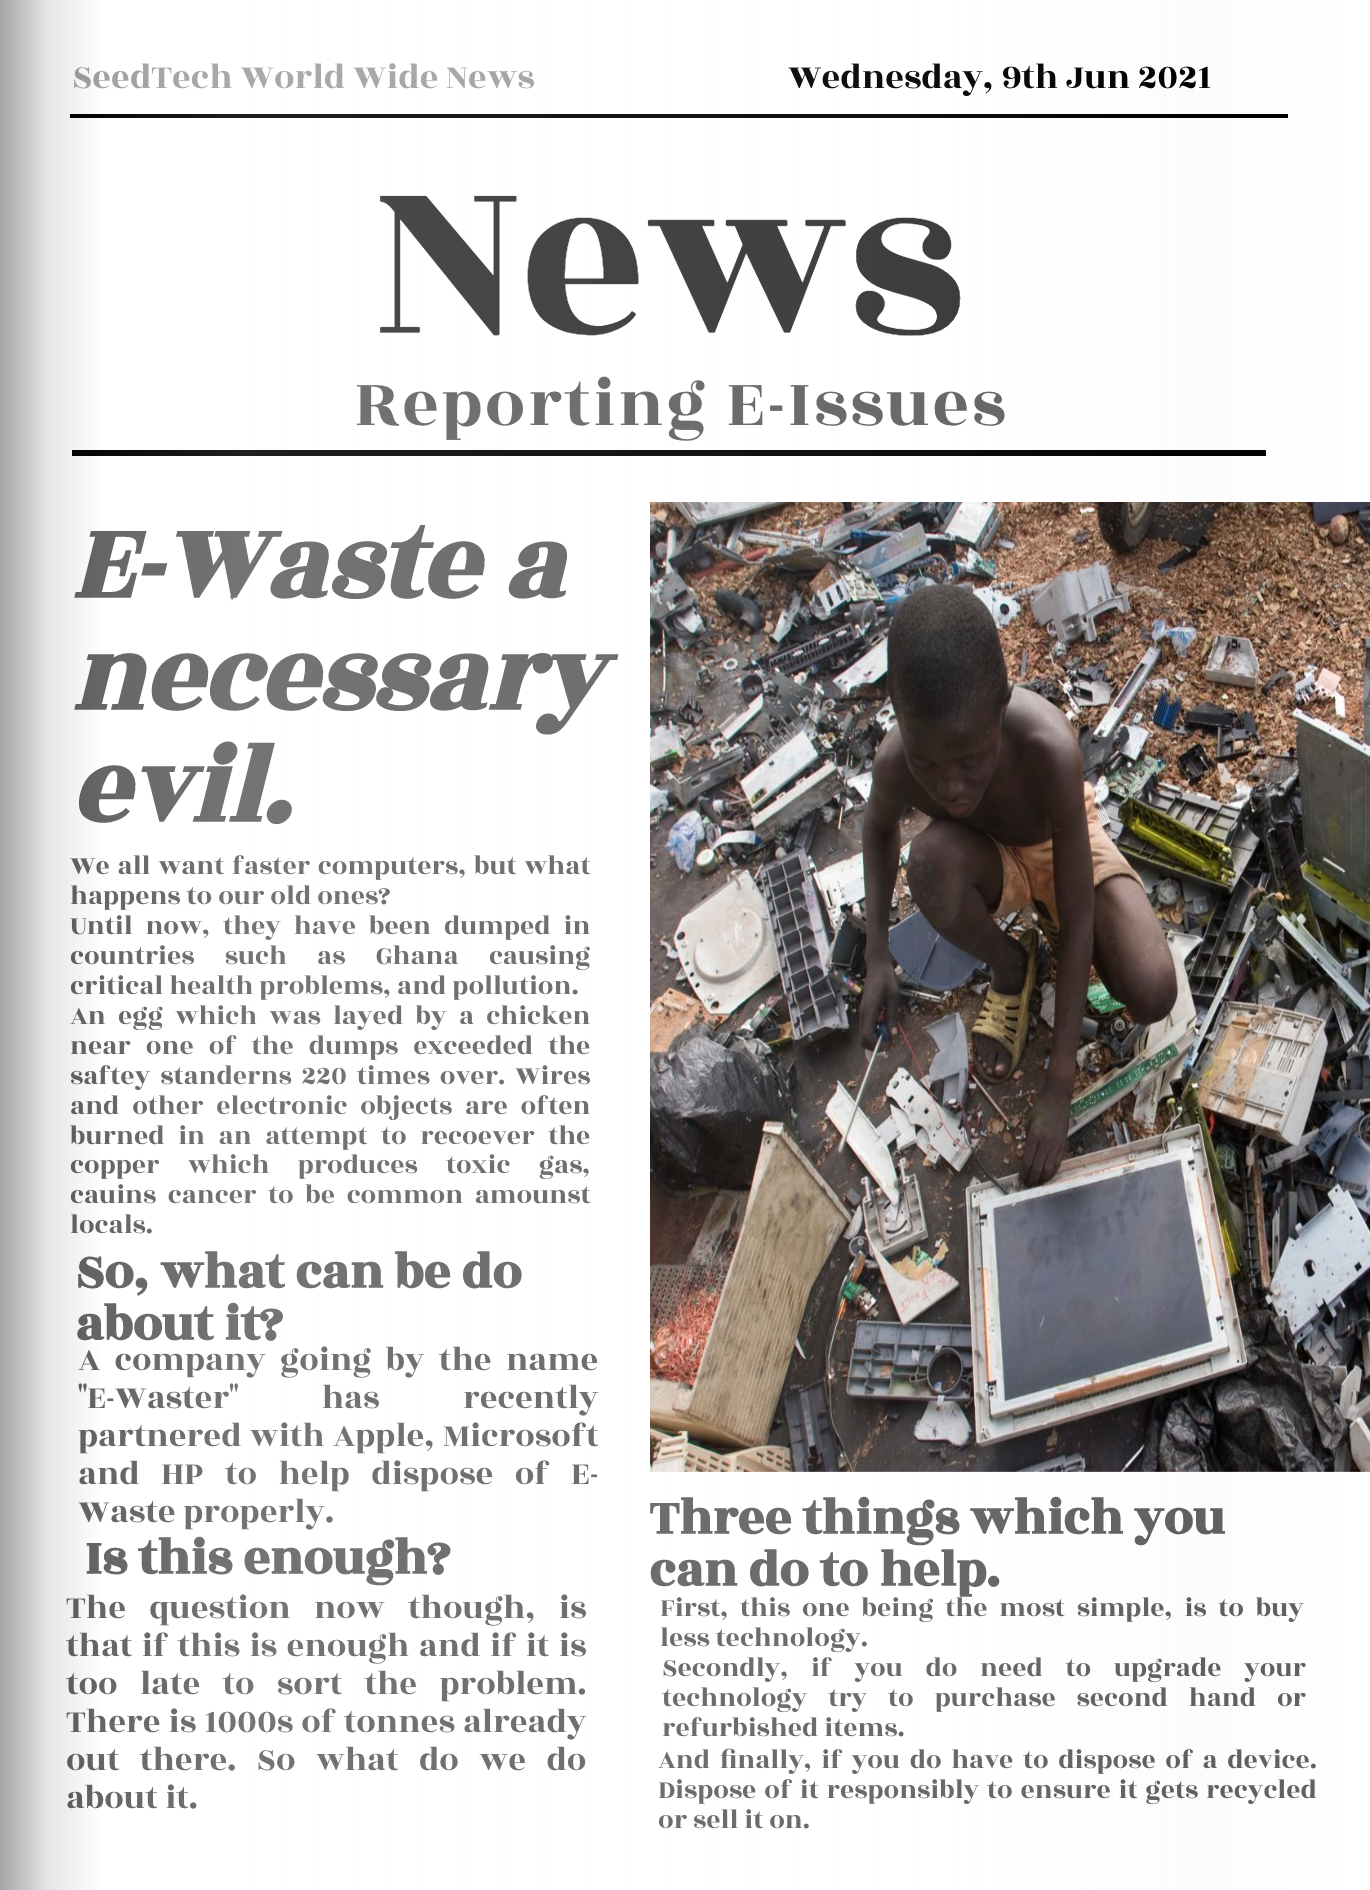 SeedTech World Wide News
Wednesday, 9th Jun 2021
News
Reporting E-Issues
E-Waste a
necessary
evil.
We all want faster computers, but what
happens to our old ones?
Until now, they have been dumped in
countries such as Ghana causing
critical health problems, and pollution.
An egg which was layed by a chicken
near one of the dumps exceeded the
saftey standerns 220 times over. Wires
and other electronic objects are often
burned in an attempt to recoever the
copper which produces toxic gas,
cauins cancer to be common amounst
locals.
So, what can be do
about it?
A company going by the name
"E-Waster" has recently
partnered with Apple, Microsoft
and HP to help dispose of E-
Waste properly.
Is this enough?
The question now though, is
that if this is enough and if it is
too late to sort the problem.
There is 1000s of tonnes already
out there. So what do we do
about it.
Three things which you
can do to help.
First, this one being the most simple, is to buy
less technology.
Secondly, if you do need to upgrade your
technology try to purchase second hand or
refurbished items.
And finally, if you do have to dispose of a device.
Dispose of it responsibly to ensure it gets recycled
or sell it on.